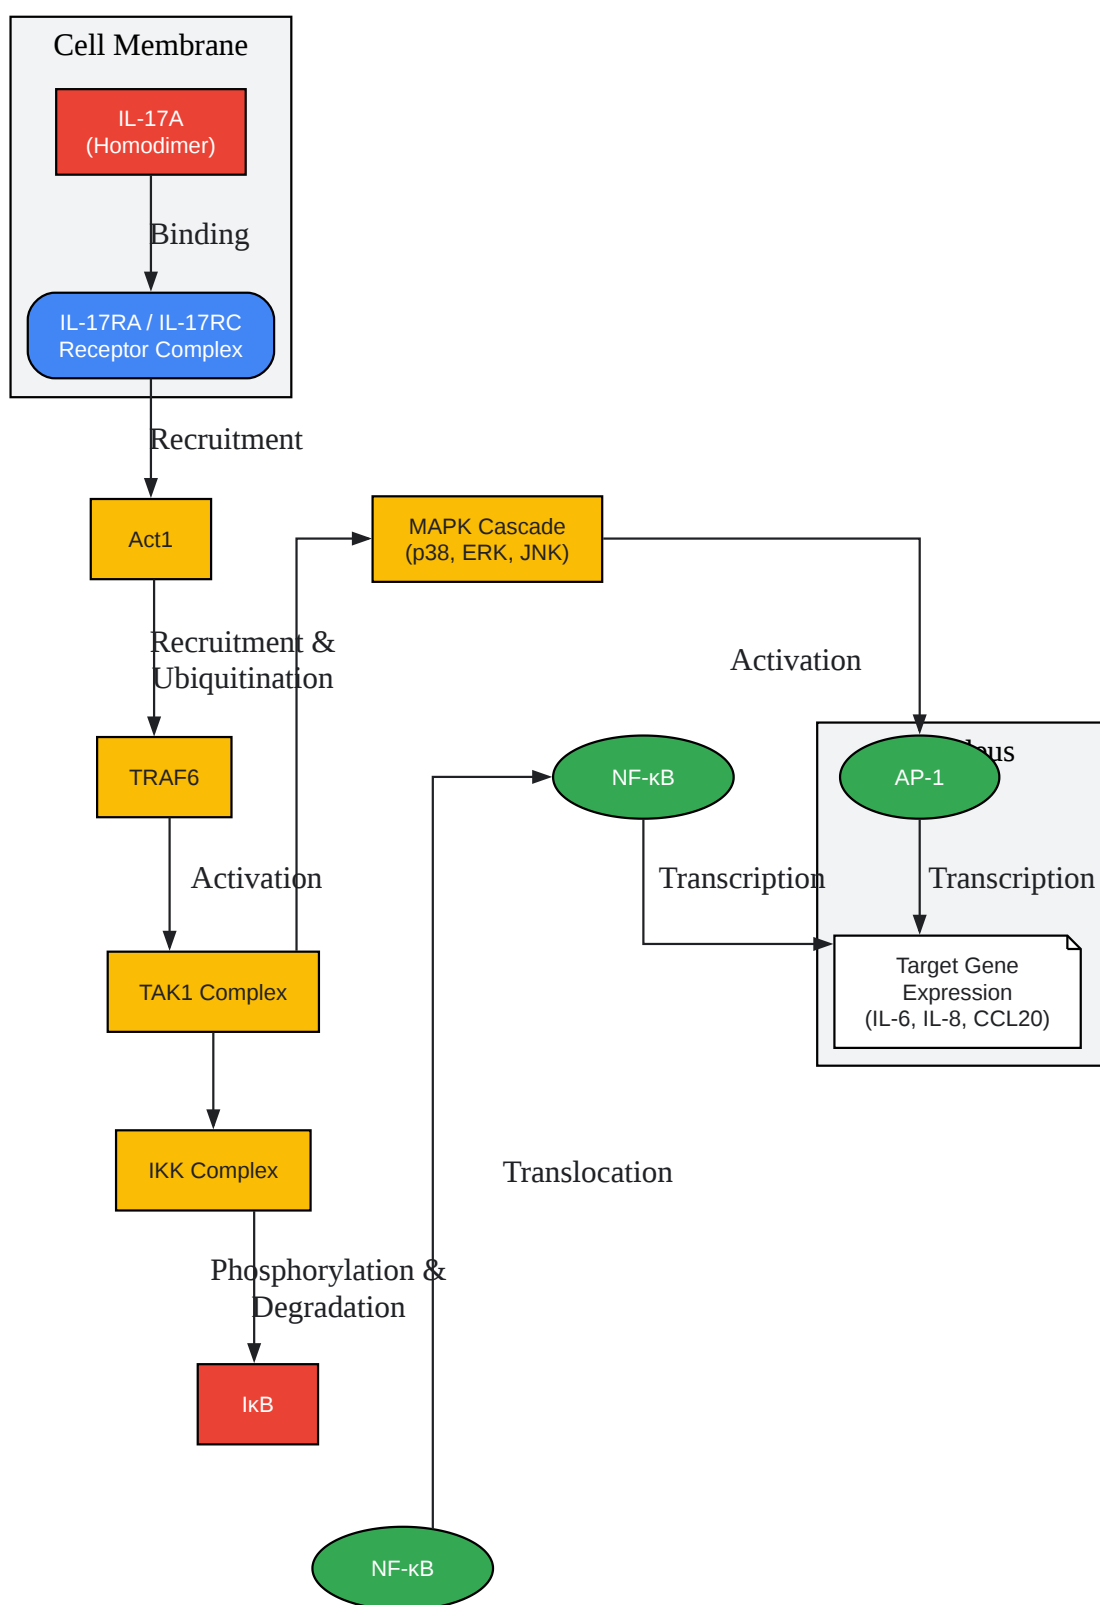 Cell Membrane
IL-17A
(Homodimer)
Binding
IL-17RA / IL-17RC
Receptor Complex
Recruitment
Act1
MAPK Cascade
(p38, ERK, JNK)
Recruitment &
Ubiquitination
Activation
TRAF6
NF-κB
AP-1
Activation
Transcription
Transcription
TAK1 Complex
Target Gene
Expression
(IL-6, IL-8, CCL20)
IKK Complex
Translocation
Phosphorylation &
Degradation
IκB
NF-κB